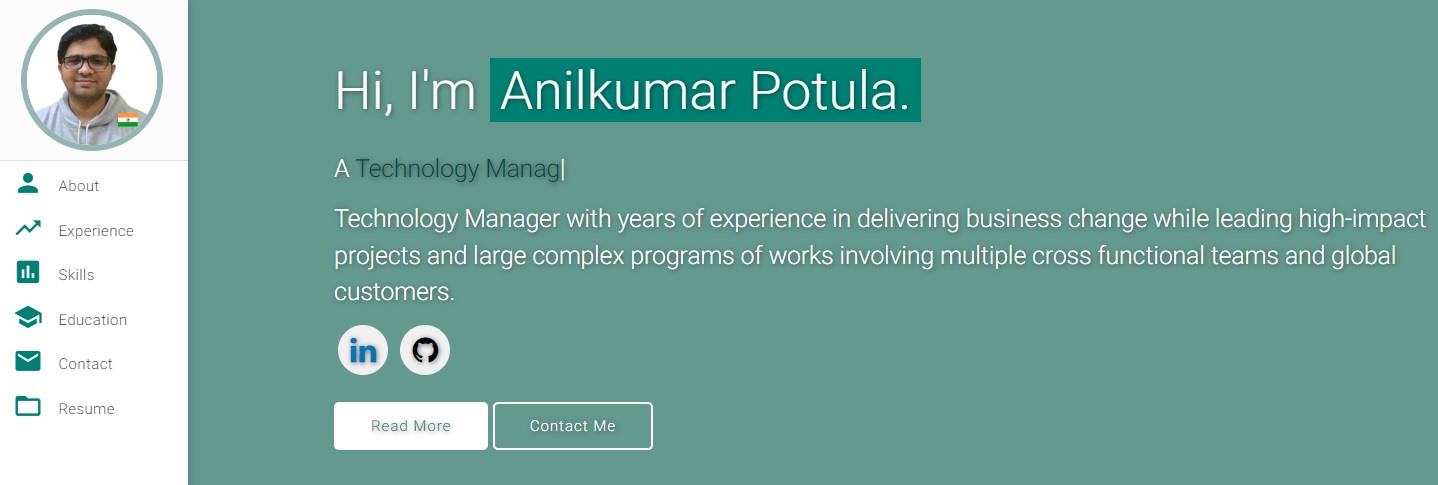 About
Experience
Skills
Education
Contact
Resume
Hi, I'm Anilkumar Potula.
A Technology Manag|
Technology Manager with years of experience in delivering business change while leading high-impact
projects and large complex programs of works involving multiple cross functional teams and global
customers.
in
Read More
Contact Me